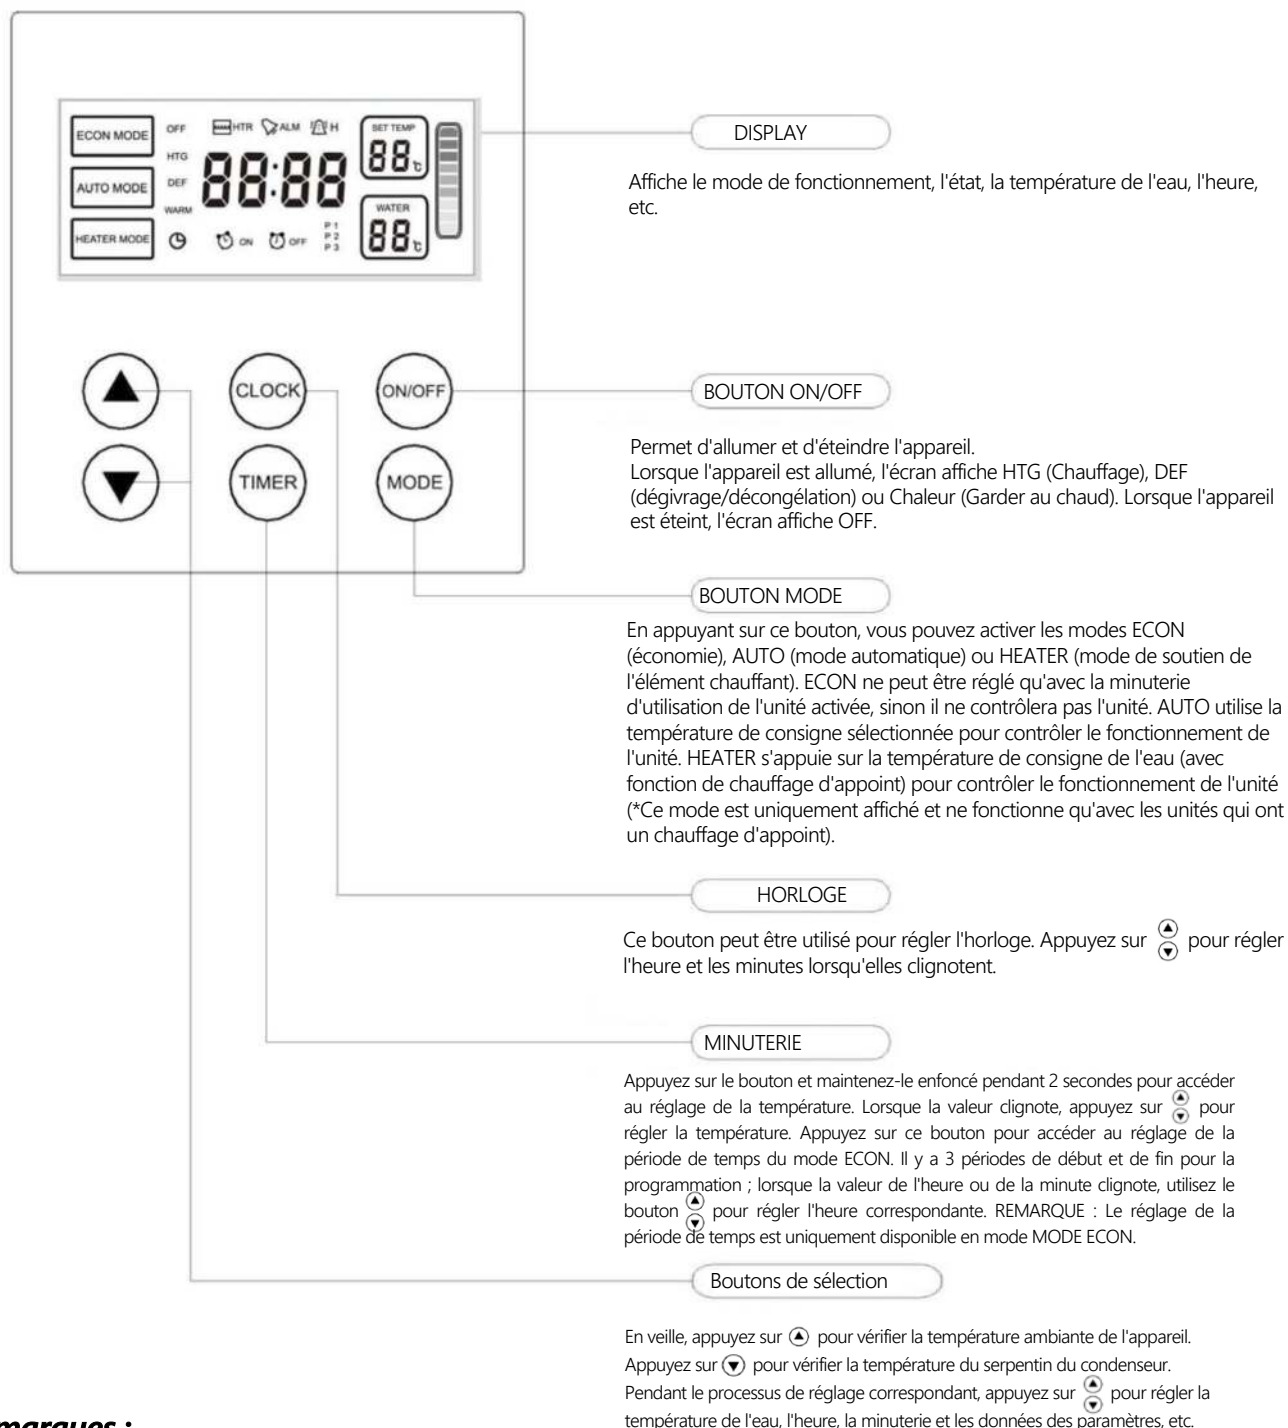 ECON MODE
AUTO MODE
HEATER MODE
OFF
HTG
DEF
WARM
HTR ALM H
88:88
ON OFF
P 1
P 2
P 3
SET TEMP
88 °C
WATER
88 °C
CLOCK
ON/OFF
TIMER
MODE
DISPLAY
Affiche le mode de fonctionnement, l'état, la température de l'eau, l'heure,
etc.
BOUTON ON/OFF
Permet d'allumer et d'éteindre l'appareil.
Lorsque l'appareil est allumé, l'écran affiche HTG (Chauffage), DEF
(dégivrage/décongélation) ou Chaleur (Garder au chaud). Lorsque l'appareil
est éteint, l'écran affiche OFF.
BOUTON MODE
En appuyant sur ce bouton, vous pouvez activer les modes ECON
(économie), AUTO (mode automatique) ou HEATER (mode de soutien de
l'élément chauffant). ECON ne peut être réglé qu'avec la minuterie
d'utilisation de l'unité activée, sinon il ne contrôlera pas l'unité. AUTO utilise la
température de consigne sélectionnée pour contrôler le fonctionnement de
l'unité. HEATER s'appuie sur la température de consigne de l'eau (avec
fonction de chauffage d'appoint) pour contrôler le fonctionnement de l'unité
(*Ce mode est uniquement affiché et ne fonctionne qu'avec les unités qui ont
un chauffage d'appoint).
HORLOGE
Ce bouton peut être utilisé pour régler l'horloge. Appuyez sur pour régler
l'heure et les minutes lorsqu'elles clignotent.
MINUTERIE
Appuyez sur le bouton et maintenez-le enfoncé pendant 2 secondes pour accéder
au réglage de la température. Lorsque la valeur clignote, appuyez sur pour
régler la température. Appuyez sur ce bouton pour accéder au réglage de la
période de temps du mode ECON. Il y a 3 périodes de début et de fin pour la
programmation ; lorsque la valeur de l'heure ou de la minute clignote, utilisez le
bouton pour régler l'heure correspondante. REMARQUE : Le réglage de la
période de temps est uniquement disponible en mode MODE ECON.
Boutons de sélection
En veille, appuyez sur pour vérifier la température ambiante de l'appareil.
Appuyez sur pour vérifier la température du serpentin du condenseur.
Pendant le processus de réglage correspondant, appuyez sur pour régler la
température de l'eau, l'heure, la minuterie et les données des paramètres, etc.
marques :